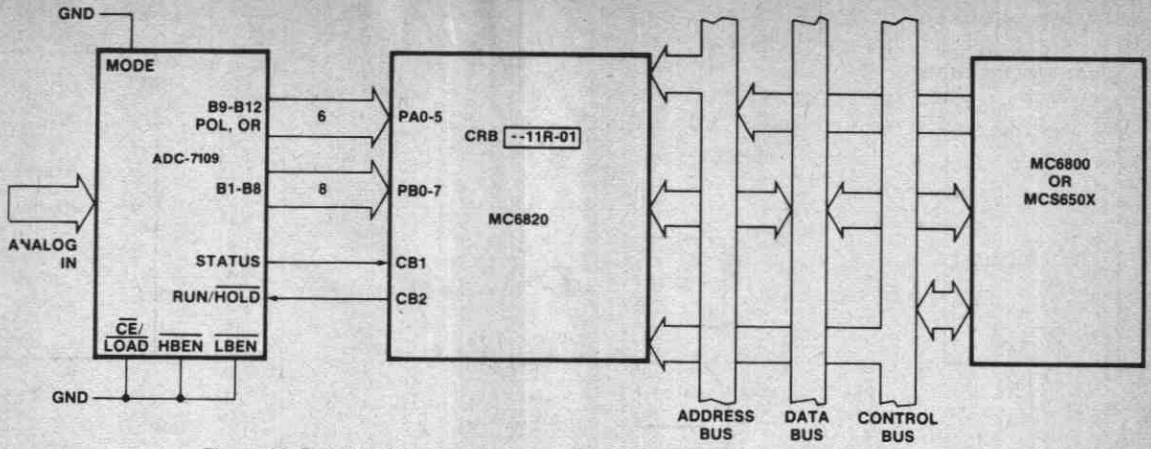 GND
MODE
B9-B12
POL, OR
6
PA0-5
ADC-7109
CRB --11R-01
B1-B8
8
PB0-7
MC6820
MC6800
OR
MCS650X
ANALOG
IN
STATUS
CB1
RUN/HOLD
CB2
CE/
LOAD HBEN LBEN
GND
ADDRESS
BUS
DATA
BUS
CONTROL
BUS